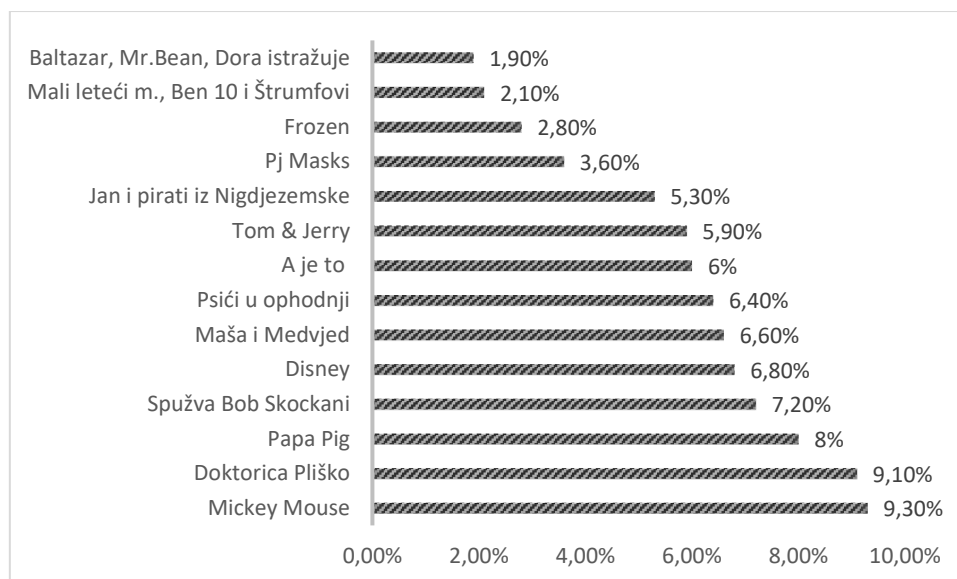 Baltazar, Mr.Bean, Dora istražuje 1,90%
Mali leteći m., Ben 10 i Štrumfovi 2,10%
Frozen 2,80%
Pj Masks 3,60%
Jan i pirati iz Nigdjezemske 5,30%
Tom & Jerry 5,90%
A je to 6%
Psići u ophodnji 6,40%
Maša i Medvjed 6,60%
Disney 6,80%
Spužva Bob Skockani 7,20%
Papa Pig 8%
Doktorica Pliško 9,10%
Mickey Mouse 9,30%
0,00% 2,00% 4,00% 6,00% 8,00% 10,00%